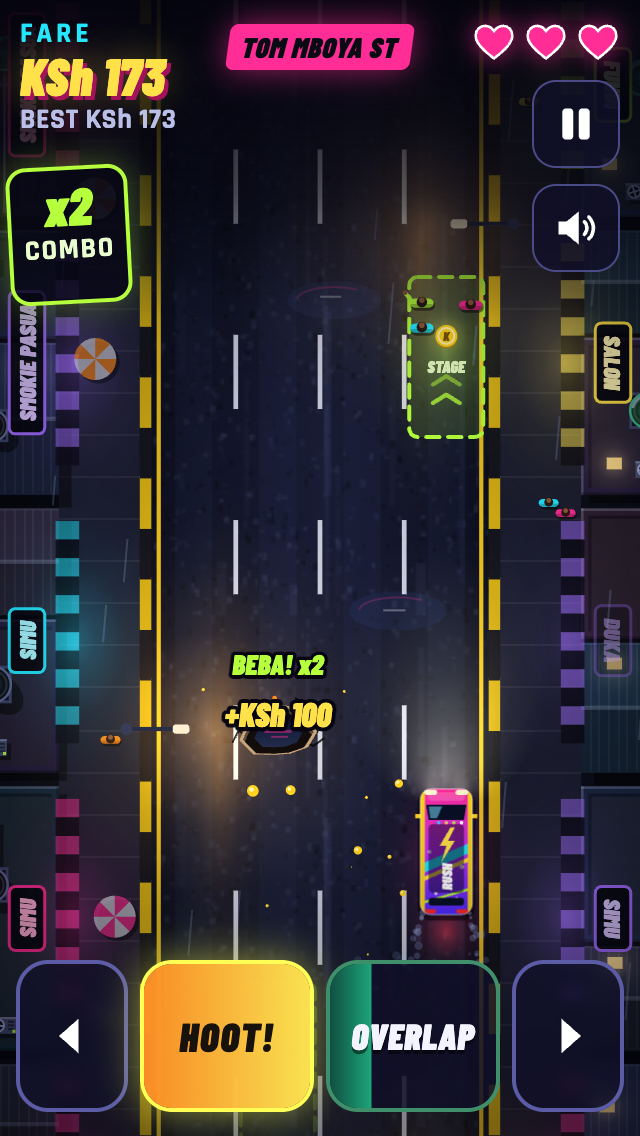 FARE
KSh 173
BEST KSh 173
TOM MBOYA ST
x2
COMBO
STAGE
SMOKIE PASUA
SALON
SIMU
DUKA
BEBA! x2
+KSh 100
RUSH
SIMU
SIMU
HOOT!
OVERLAP